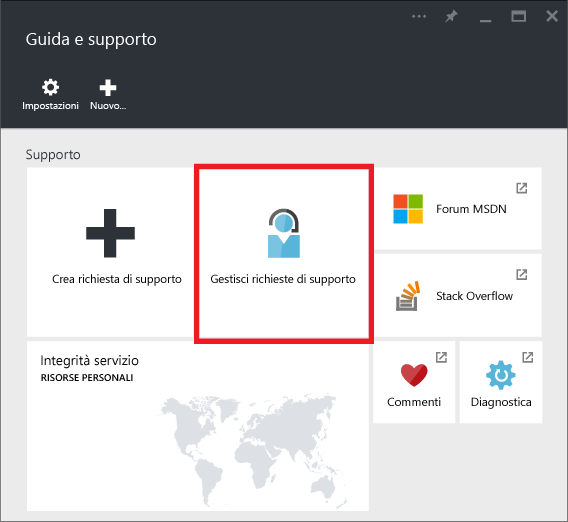 Guida e supporto
Impostazioni
Nuovo...
Supporto
Crea richiesta di supporto
Gestisci richieste di supporto
Forum MSDN
Stack Overflow
Integrità servizio
RISORSE PERSONALI
Commenti
Diagnostica